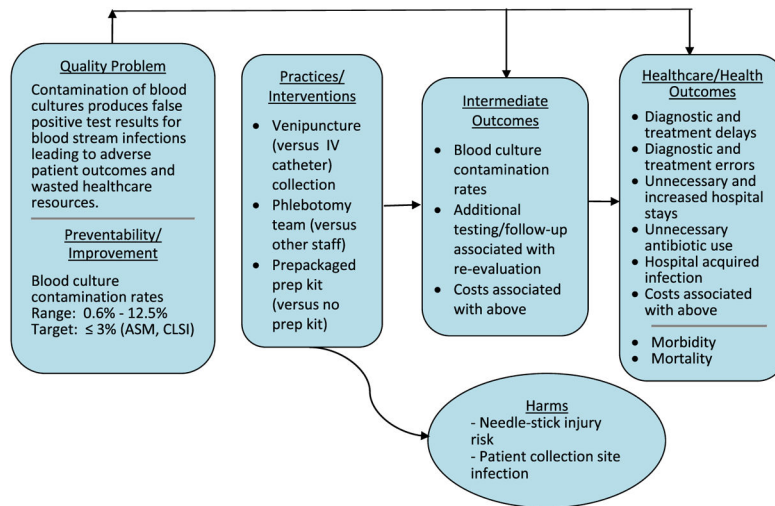 Quality Problem
Contamination of blood
cultures produces false
positive test results for
blood stream infections
leading to adverse
patient outcomes and
wasted healthcare
resources.
Preventability/
Improvement
Blood culture
contamination rates
Range: 0.6% - 12.5%
Target: ≤ 3% (ASM, CLSI)
Practices/
Interventions
• Venipuncture
(versus IV
catheter)
collection
• Phlebotomy
team (versus
other staff)
• Prepackaged
prep kit
(versus no
prep kit)
Intermediate
Outcomes
• Blood culture
contamination
rates
• Additional
testing/follow-up
associated with
re-evaluation
• Costs associated
with above
Healthcare/Health
Outcomes
• Diagnostic and
treatment delays
• Diagnostic and
treatment errors
• Unnecessary and
increased hospital
stays
• Unnecessary
antibiotic use
• Hospital acquired
infection
• Costs associated
with above
• Morbidity
• Mortality
Harms
- Needle-stick injury
risk
- Patient collection site
infection